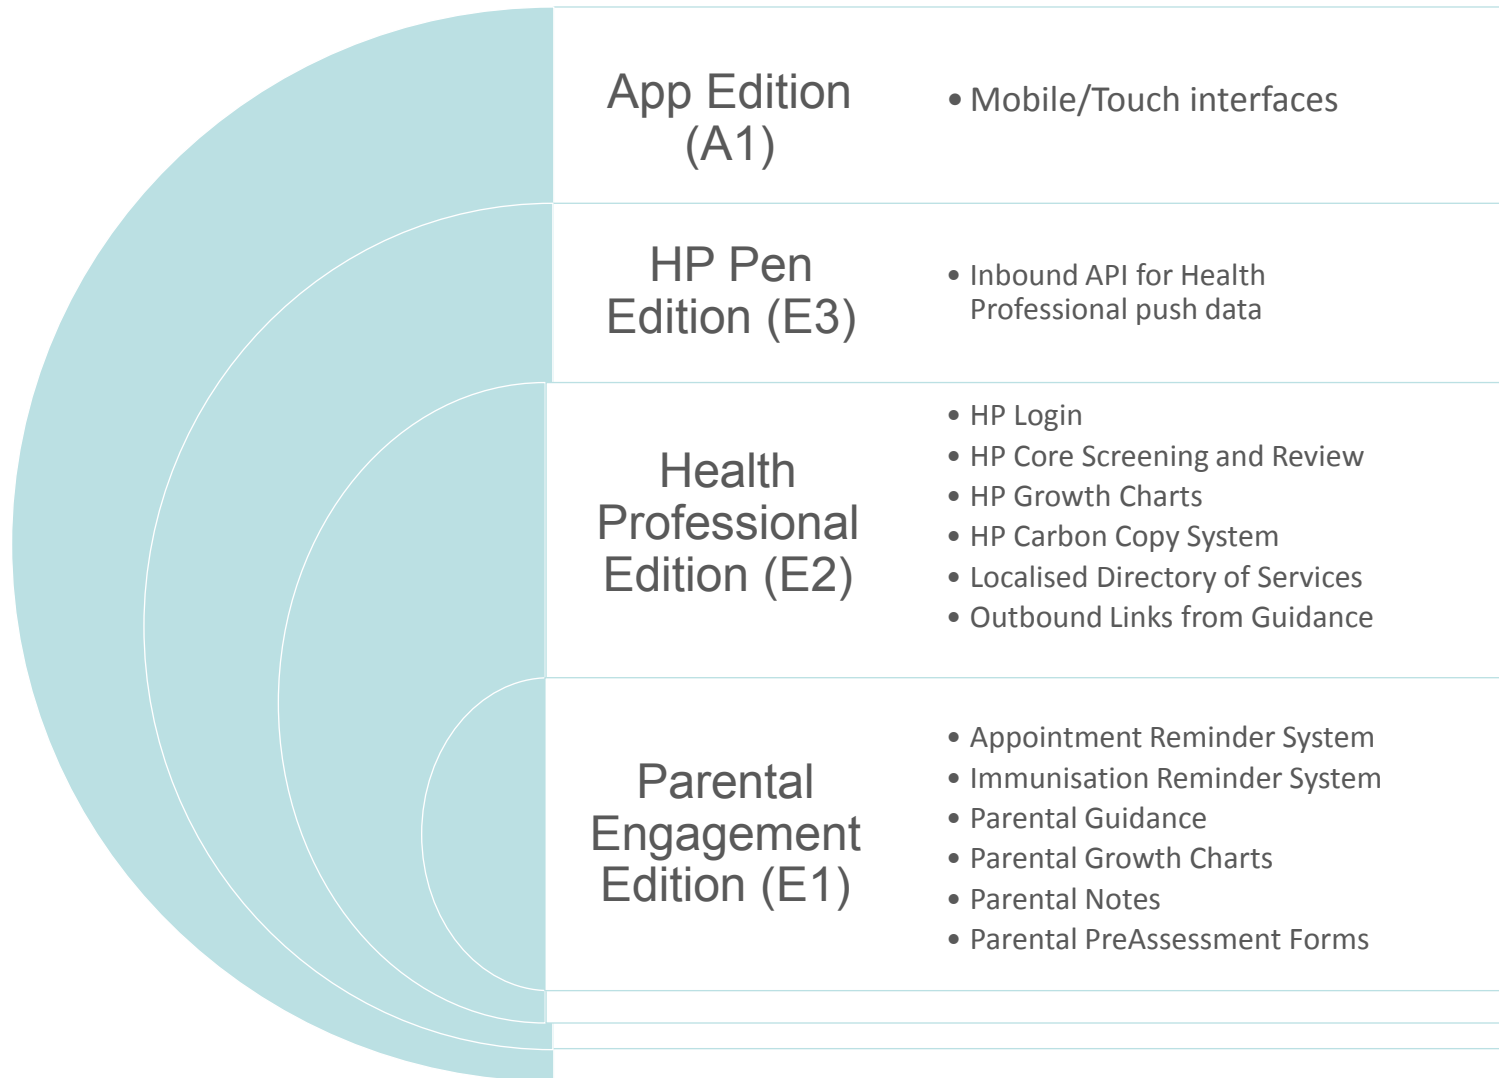 App Edition
(A1)
• Mobile/Touch interfaces
HP Pen
Edition (E3)
• Inbound API for Health
Professional push data
Health
Professional
Edition (E2)
• HP Login
• HP Core Screening and Review
• HP Growth Charts
• HP Carbon Copy System
• Localised Directory of Services
• Outbound Links from Guidance
Parental
Engagement
Edition (E1)
• Appointment Reminder System
• Immunisation Reminder System
• Parental Guidance
• Parental Growth Charts
• Parental Notes
• Parental PreAssessment Forms